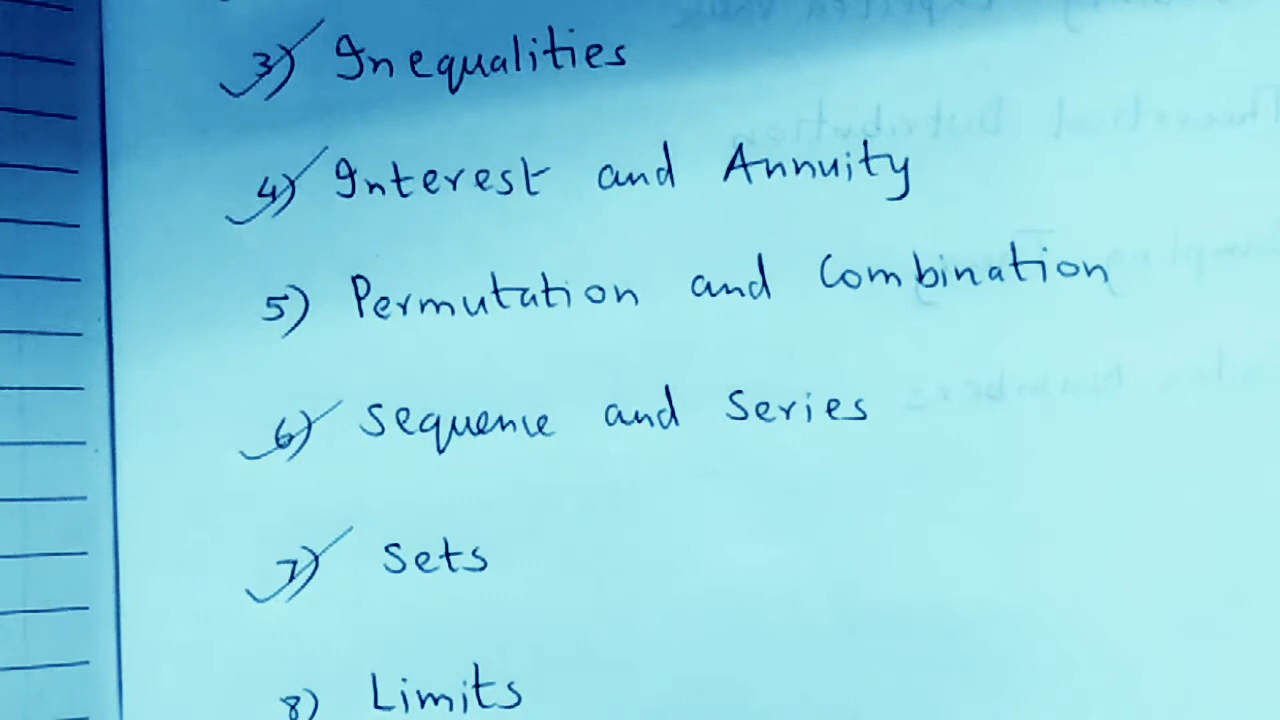 3) Inequalities
4) Interest and Annuity
5) Permutation and Combination
6) Sequence and Series
7) Sets
8) Limits